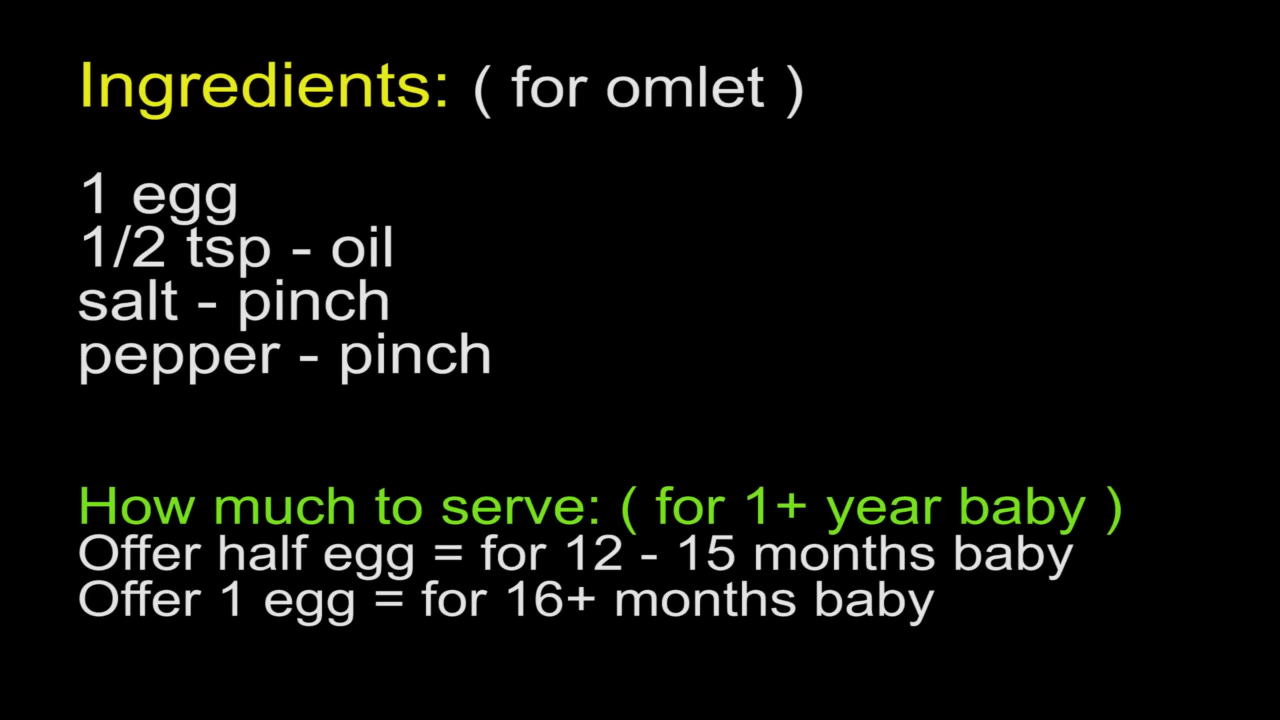 Ingredients: ( for omlet )
1 egg
1/2 tsp - oil
salt - pinch
pepper - pinch
How much to serve: ( for 1+ year baby )
Offer half egg = for 12 - 15 months baby
Offer 1 egg = for 16+ months baby